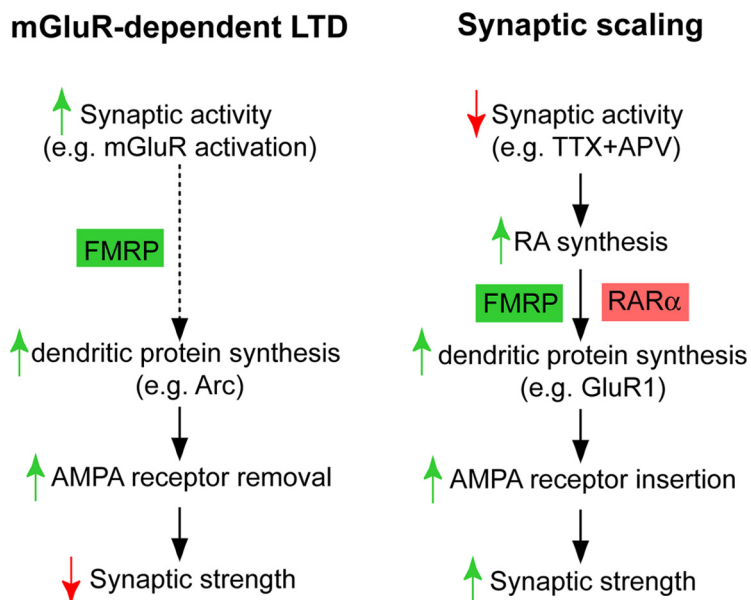 mGluR-dependent LTD
Synaptic activity
(e.g. mGluR activation)
FMRP
dendritic protein synthesis
(e.g. Arc)
AMPA receptor removal
Synaptic strength
Synaptic scaling
Synaptic activity
(e.g. TTX+APV)
RA synthesis
FMRP
RARα
dendritic protein synthesis
(e.g. GluR1)
AMPA receptor insertion
Synaptic strength